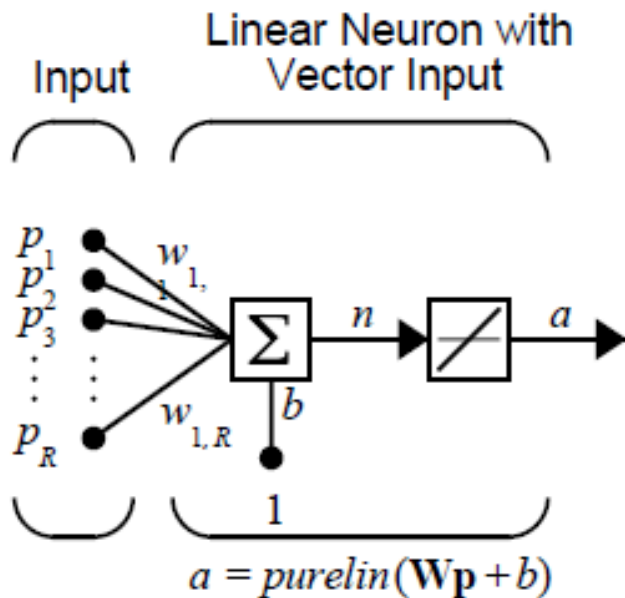 Linear Neuron with
Input Vector Input
p1
w1,1
p2
p3
Σ n a
b
pR
w1,R
1
a = purelin(Wp + b)